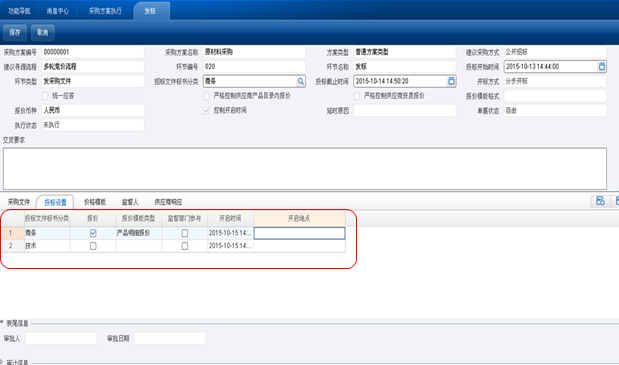 功能导航 消息中心 采购方案执行 发标
保存 取消
采购方案编号 00000001 采购方案名称 原材料采购 方案类型 普通方案类型 建议采购方式 公开招标
建议寻源流程 多轮竞价流程 环节编号 020 环节名称 发标 投标开始时间 2015-10-13 14:44:00
环节类型 发采购文件 招标文件标书分类 商务 投标截止时间 2015-10-14 14:50:20 开标方式 分步开标
统一应答 严格控制供应商产品目录内报价 严格控制供应商资质报价 报价模板格式
报价币种 人民币 控制开启时间 延时原因 单据状态 自由
执行状态 未执行
交货要求
采购文件 投标设置 价格模板 监督人 供应商响应
投标文件标书分类 报价 报价模板类型 监督部门参与 开启时间 开启地点
1 商务 产品明细报价 2015-10-15 14:...
2 技术 2015-10-15 14:...
表尾信息
审批人 审批日期
审计信息